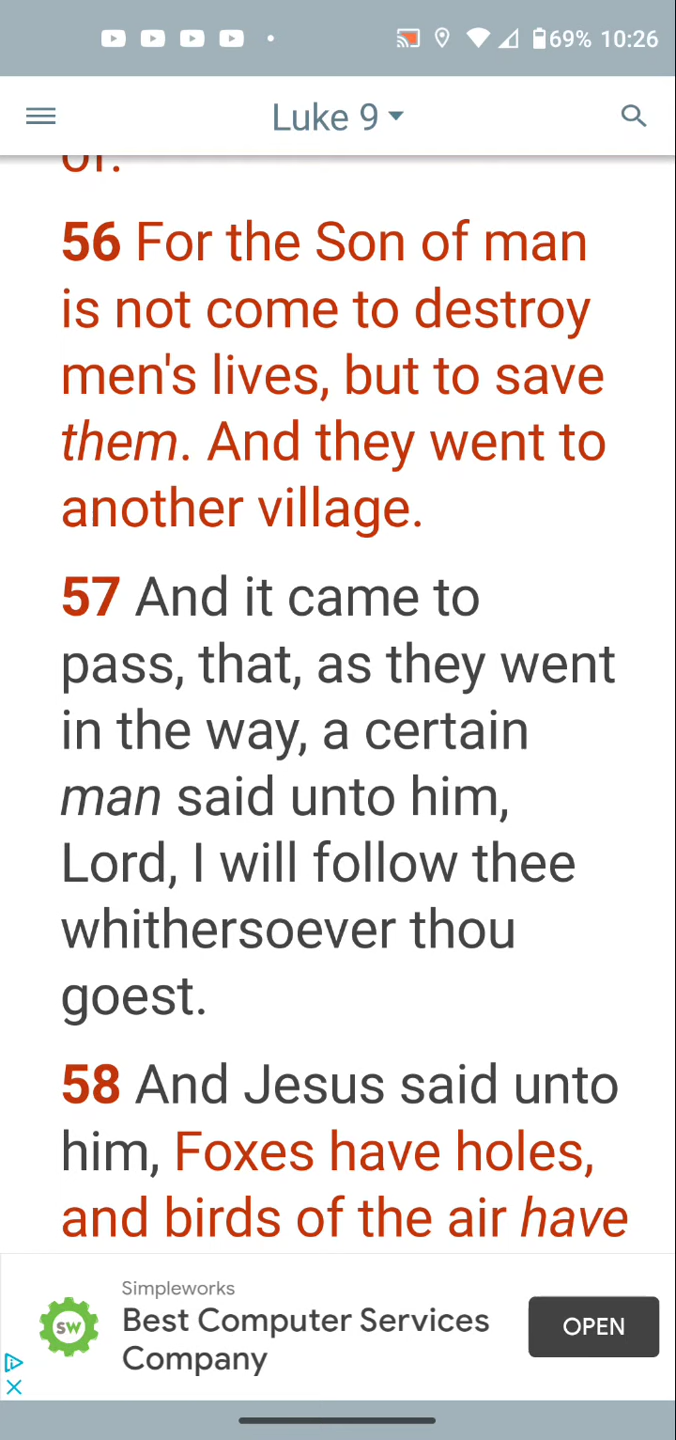 69% 10:26
Luke 9
of.
56 For the Son of man
is not come to destroy
men's lives, but to save
them. And they went to
another village.
57 And it came to
pass, that, as they went
in the way, a certain
man said unto him,
Lord, I will follow thee
whithersoever thou
goest.
58 And Jesus said unto
him, Foxes have holes,
and birds of the air have
Simpleworks
SW
Best Computer Services
Company
OPEN